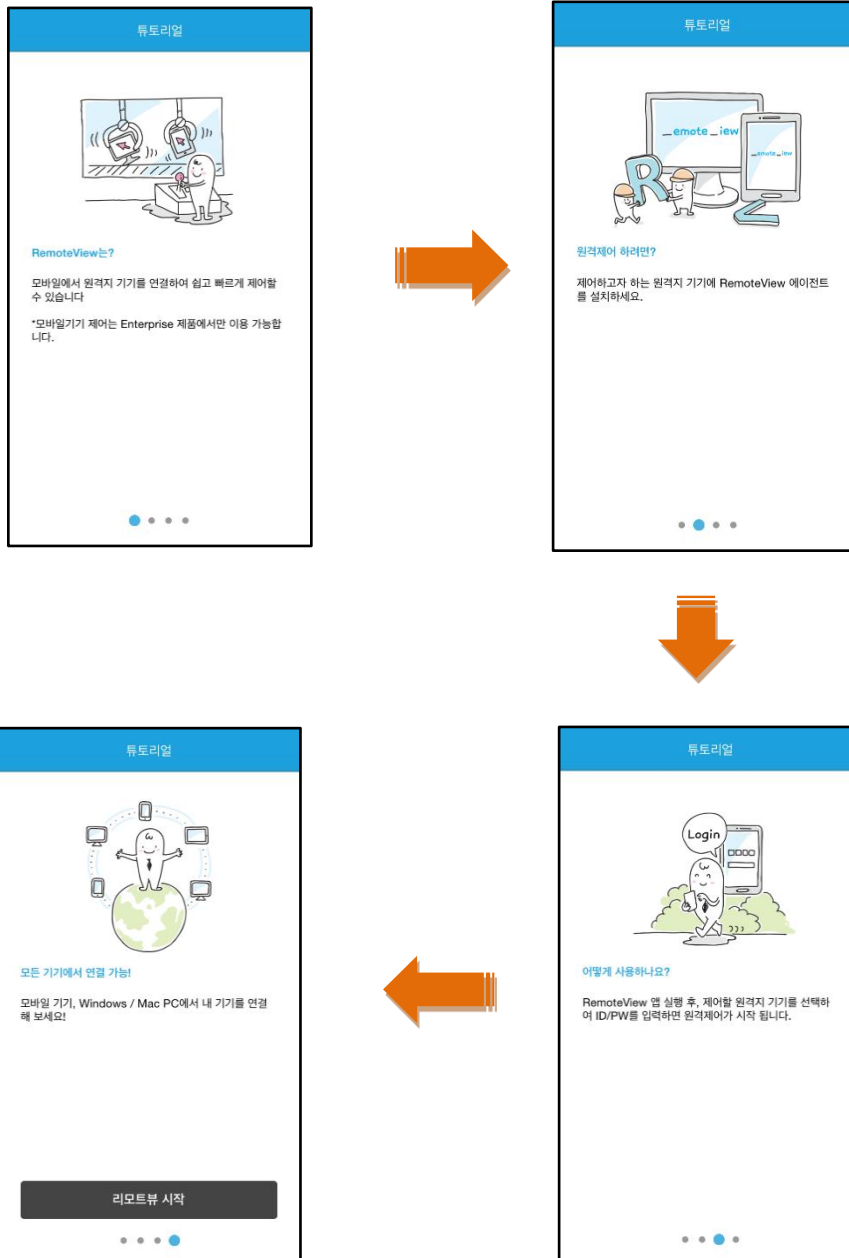 튜토리얼
RemoteView는?
모바일에서 원격지 기기를 연결하여 쉽고 빠르게 제어할
수 있습니다
*모바일기기 제어는 Enterprise 제품에서만 이용 가능합
니다.
튜토리얼
_emote_iew
_emote_iew
R
V
원격제어 하려면?
제어하고자 하는 원격지 기기에 RemoteView 에이전트
를 설치하세요.
튜토리얼
Login
어떻게 사용하나요?
RemoteView 앱 실행 후, 제어할 원격지 기기를 선택하
여 ID/PW를 입력하면 원격제어가 시작 됩니다.
튜토리얼
모든 기기에서 연결 가능!
모바일 기기, Windows / Mac PC에서 내 기기를 연결
해 보세요!
리모트뷰 시작